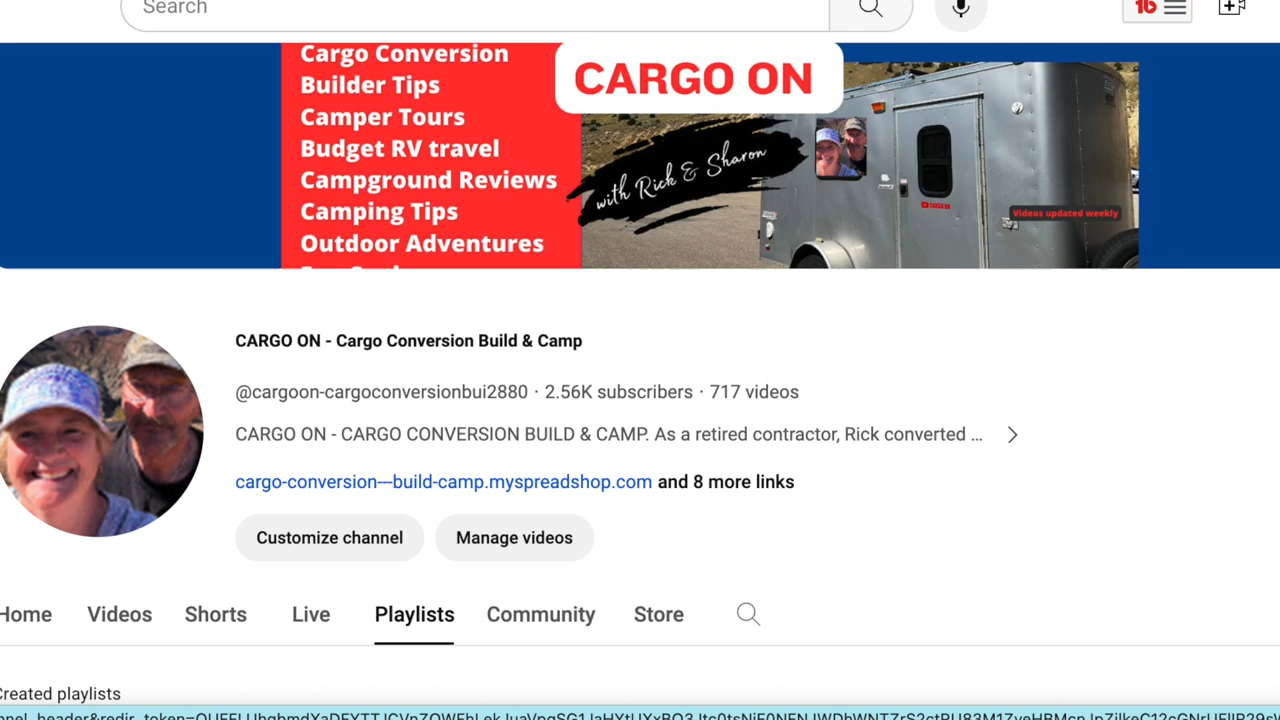 Search
Cargo Conversion
Builder Tips
Camper Tours
Budget RV travel
Campground Reviews
Camping Tips
Outdoor Adventures
CARGO ON
with Rick & Sharon
CARGO ON
Videos updated weekly
CARGO ON - Cargo Conversion Build & Camp
@cargoon-cargoconversionbui2880 · 2.56K subscribers · 717 videos
CARGO ON - CARGO CONVERSION BUILD & CAMP. As a retired contractor, Rick converted ...
cargo-conversion---build-camp.myspreadshop.com and 8 more links
Customize channel
Manage videos
Home Videos Shorts Live Playlists Community Store
Created playlists